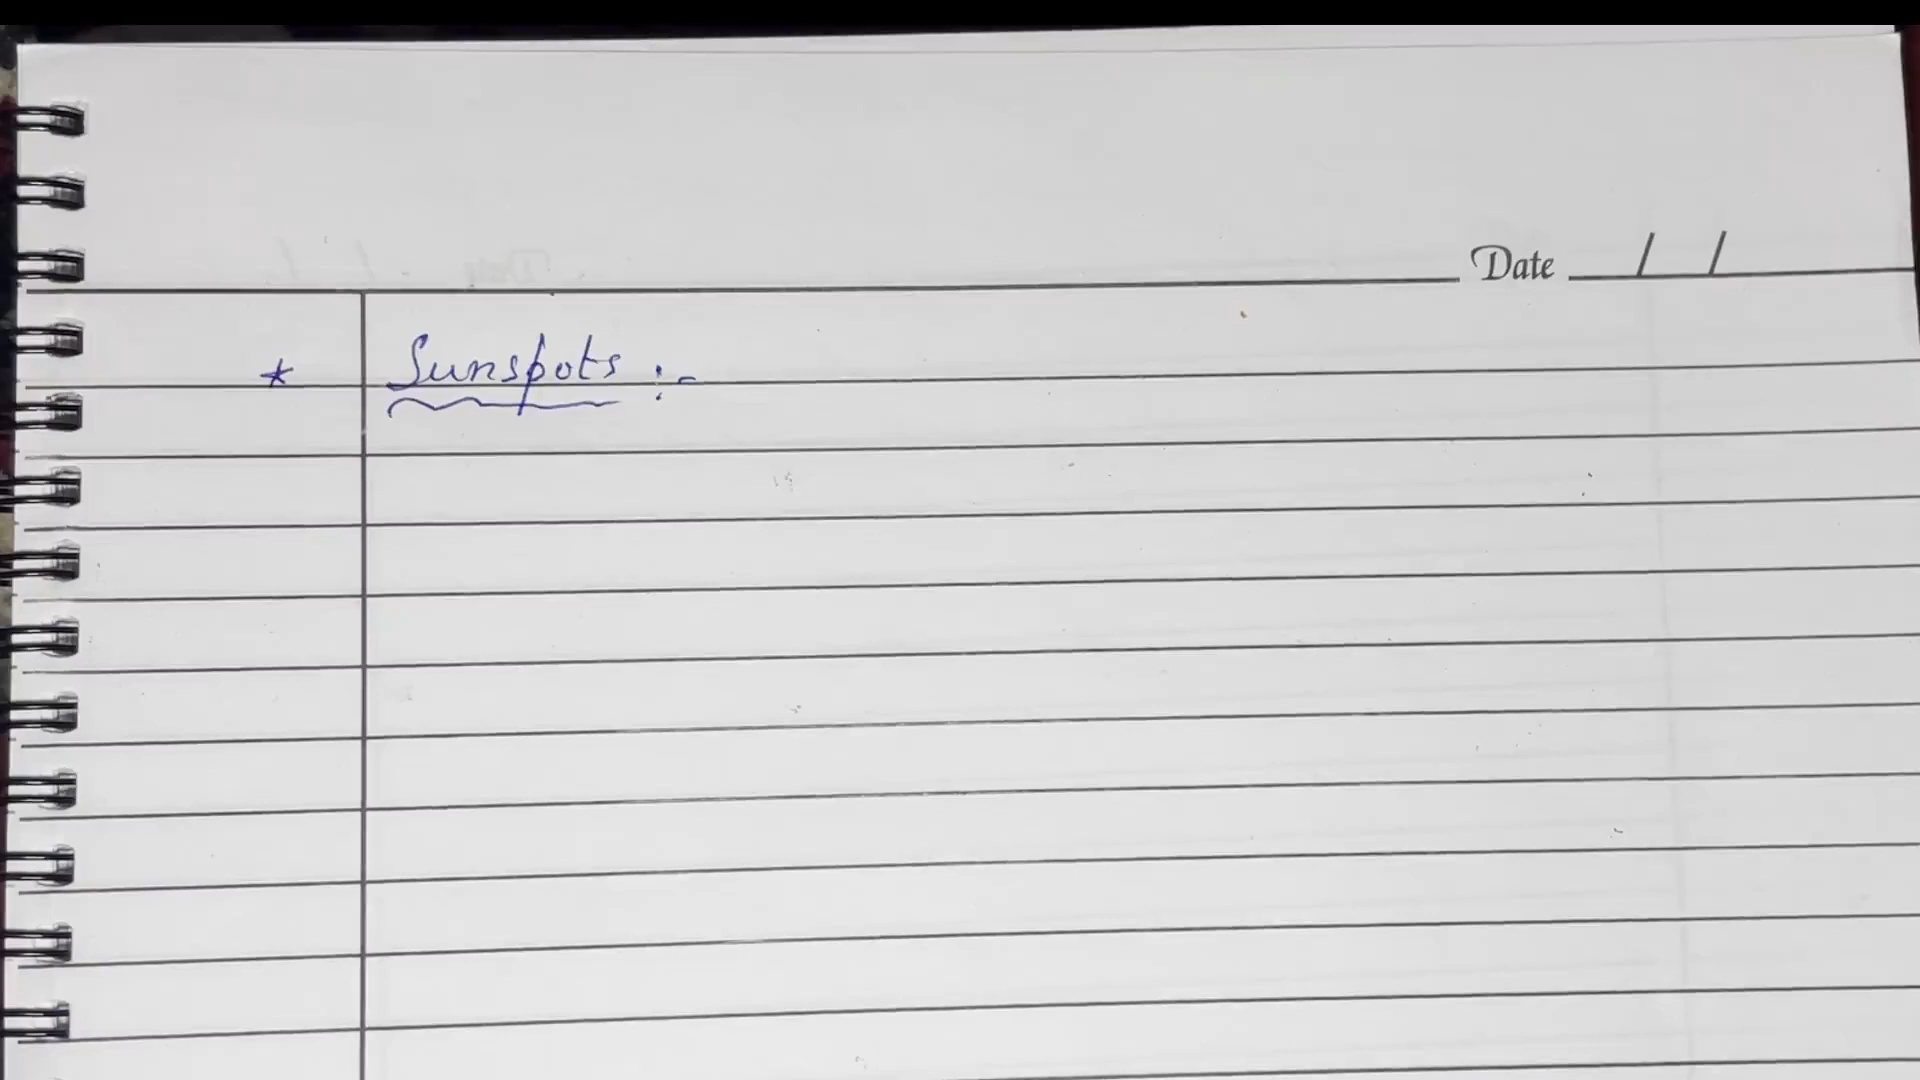 Date / /
* Sunspots :-